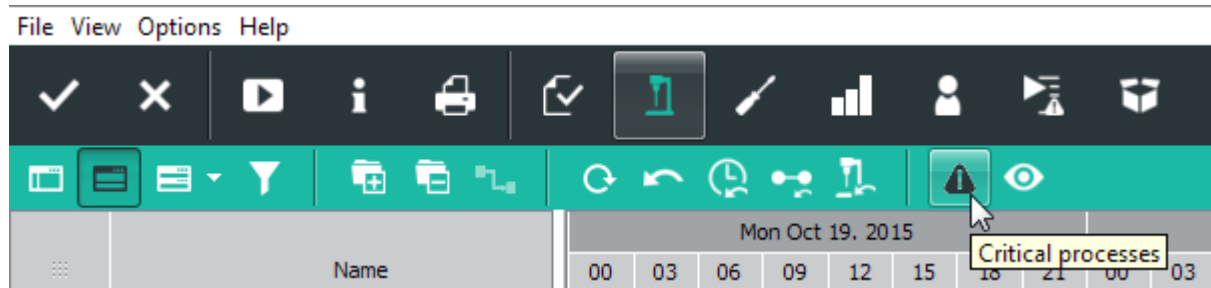 File View Options Help
Mon Oct 19. 2015
Critical processes
Name
00 03 06 09 12 15 18 21 00 03